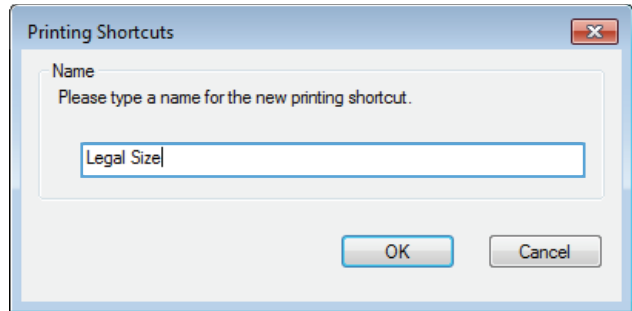 Printing Shortcuts
Name
Please type a name for the new printing shortcut.
Legal Size
OK Cancel